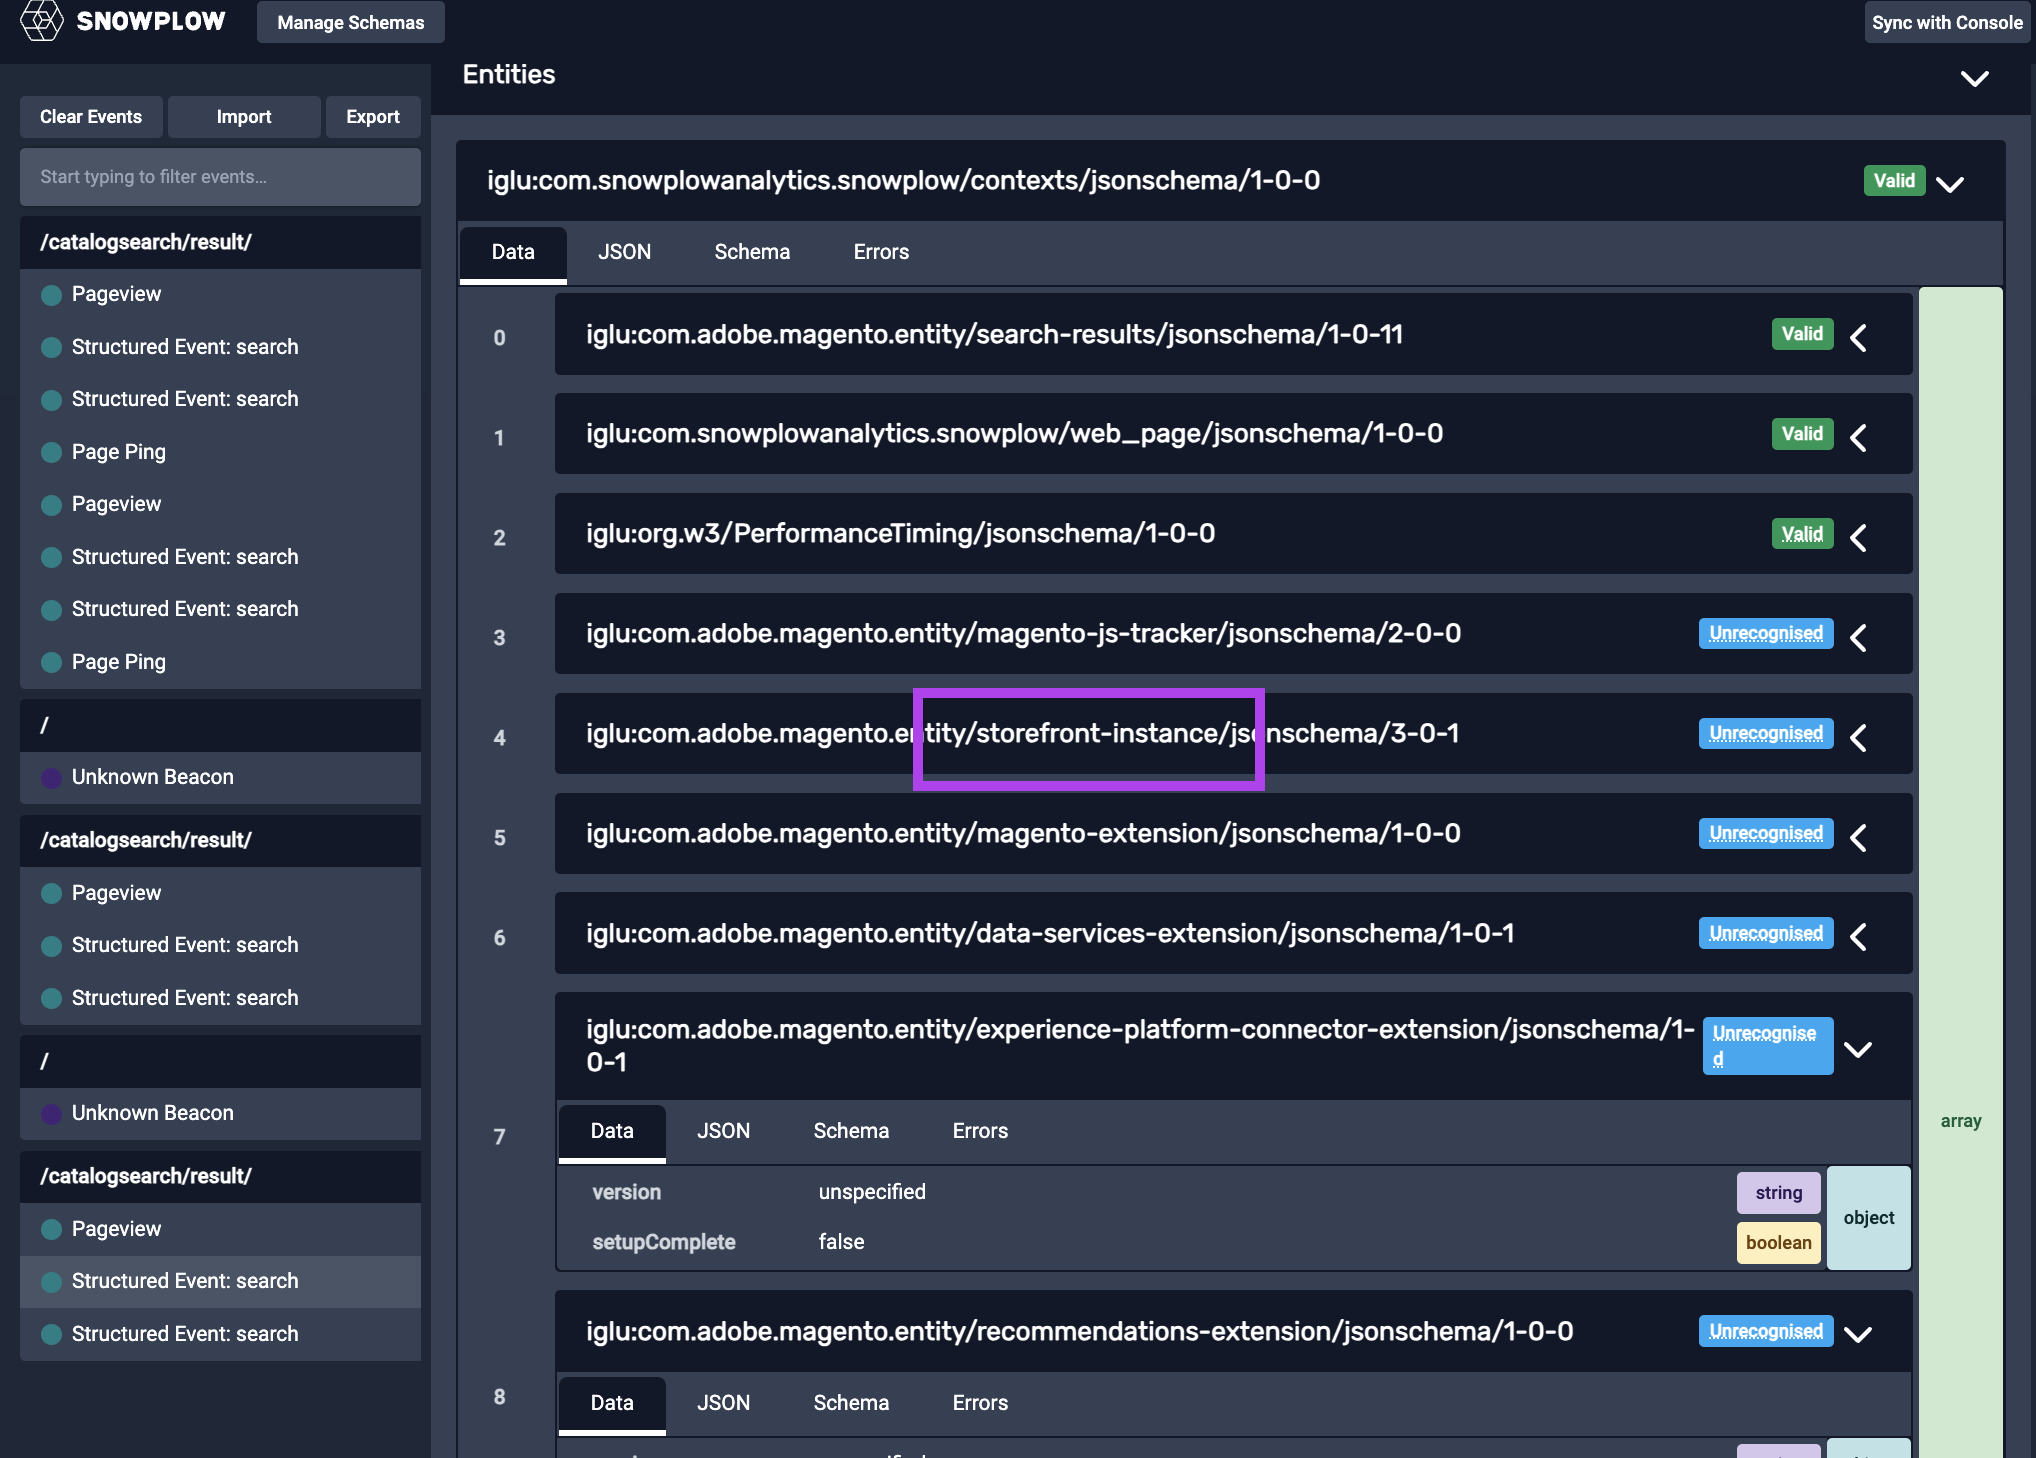 SNOWPLOW
Manage Schemas
Sync with Console
Clear Events
Import
Export
Start typing to filter events...
/catalogsearch/result/
Pageview
Structured Event: search
Structured Event: search
Page Ping
Pageview
Structured Event: search
Structured Event: search
Page Ping
/
Unknown Beacon
/catalogsearch/result/
Pageview
Structured Event: search
Structured Event: search
/
Unknown Beacon
/catalogsearch/result/
Pageview
Structured Event: search
Structured Event: search
Entities
iglu:com.snowplowanalytics.snowplow/contexts/jsonschema/1-0-0 Valid
Data JSON Schema Errors
0 iglu:com.adobe.magento.entity/search-results/jsonschema/1-0-11 Valid
1 iglu:com.snowplowanalytics.snowplow/web_page/jsonschema/1-0-0 Valid
2 iglu:org.w3/PerformanceTiming/jsonschema/1-0-0 Valid
3 iglu:com.adobe.magento.entity/magento-js-tracker/jsonschema/2-0-0 Unrecognised
4 iglu:com.adobe.magento.entity/storefront-instance/jsonschema/3-0-1 Unrecognised
5 iglu:com.adobe.magento.entity/magento-extension/jsonschema/1-0-0 Unrecognised
6 iglu:com.adobe.magento.entity/data-services-extension/jsonschema/1-0-1 Unrecognised
iglu:com.adobe.magento.entity/experience-platform-connector-extension/jsonschema/1-
0-1
Unrecognise
d
7
Data JSON Schema Errors
version unspecified string
setupComplete false boolean
object
array
iglu:com.adobe.magento.entity/recommendations-extension/jsonschema/1-0-0 Unrecognised
8
Data JSON Schema Errors